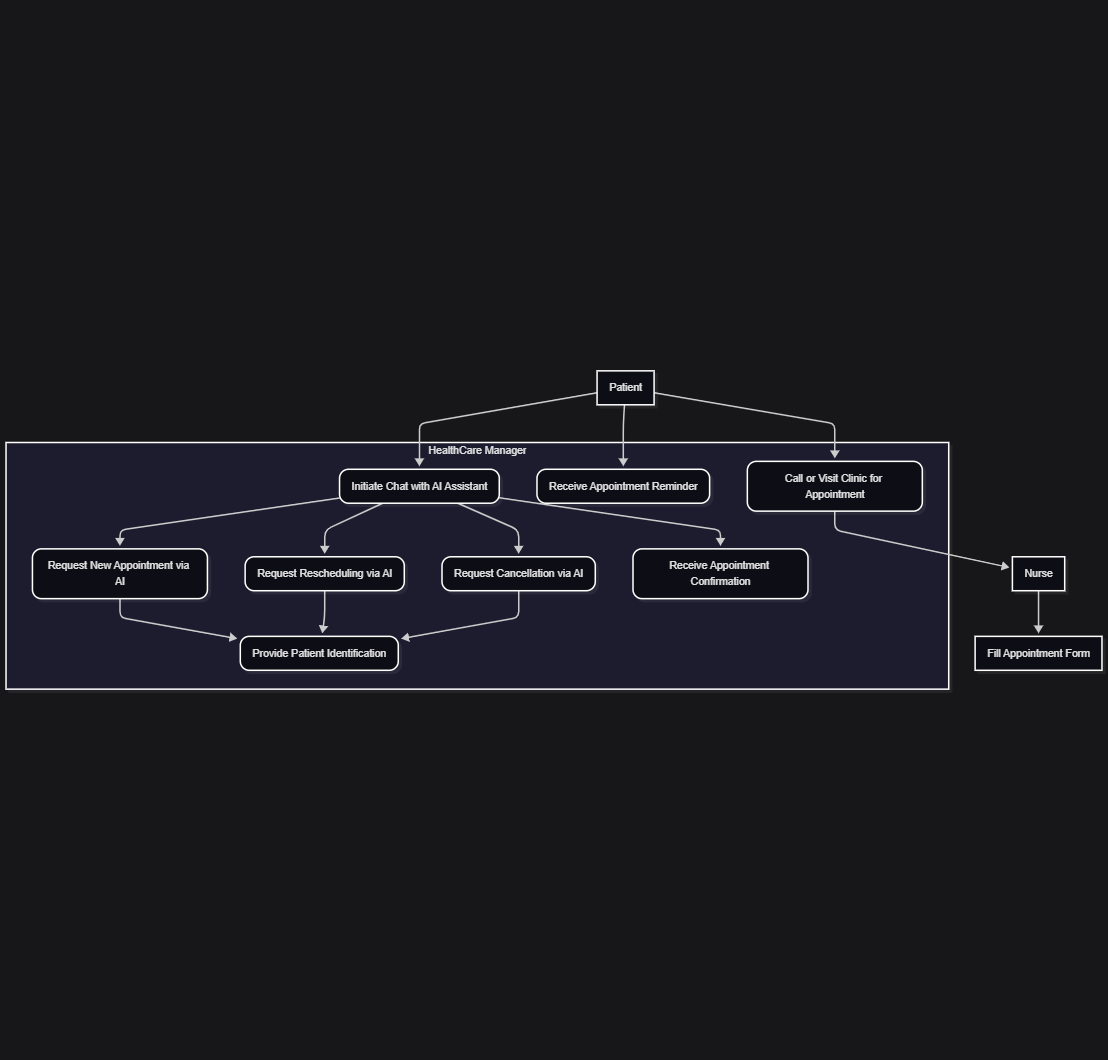 Patient
HealthCare Manager
Initiate Chat with AI Assistant
Receive Appointment Reminder
Call or Visit Clinic for
Appointment
Request New Appointment via
AI
Request Rescheduling via AI
Request Cancellation via AI
Receive Appointment
Confirmation
Nurse
Provide Patient Identification
Fill Appointment Form